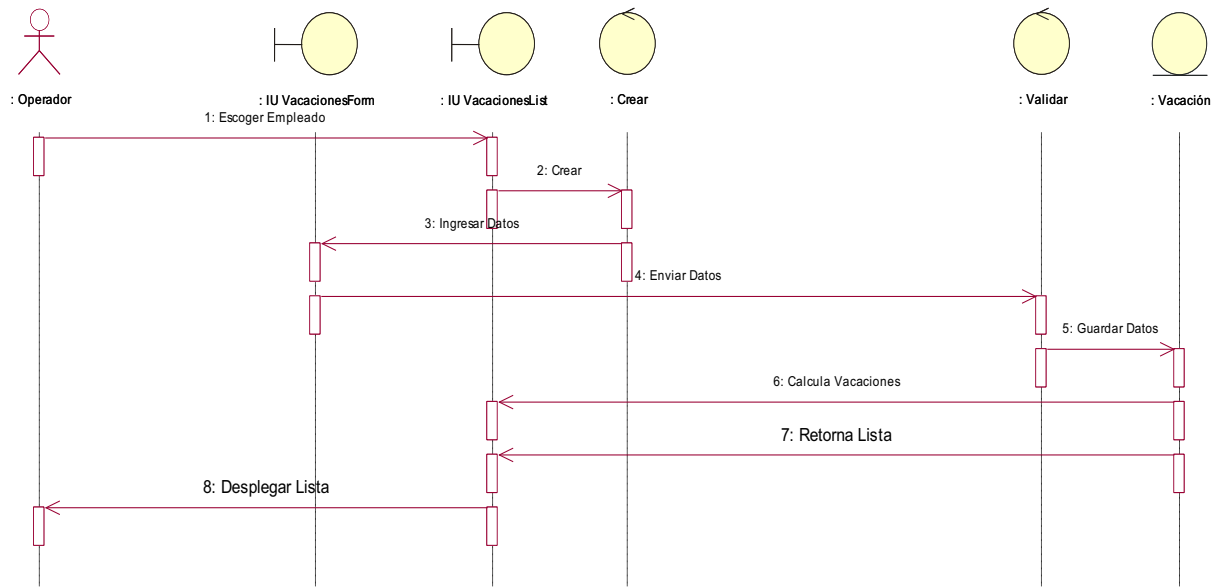 : Operador
: IU VacacionesForm
: IU VacacionesList
: Crear
: Validar
: Vacación
1: Escoger Empleado
2: Crear
3: Ingresar Datos
4: Enviar Datos
5: Guardar Datos
6: Calcula Vacaciones
7: Retorna Lista
8: Desplegar Lista